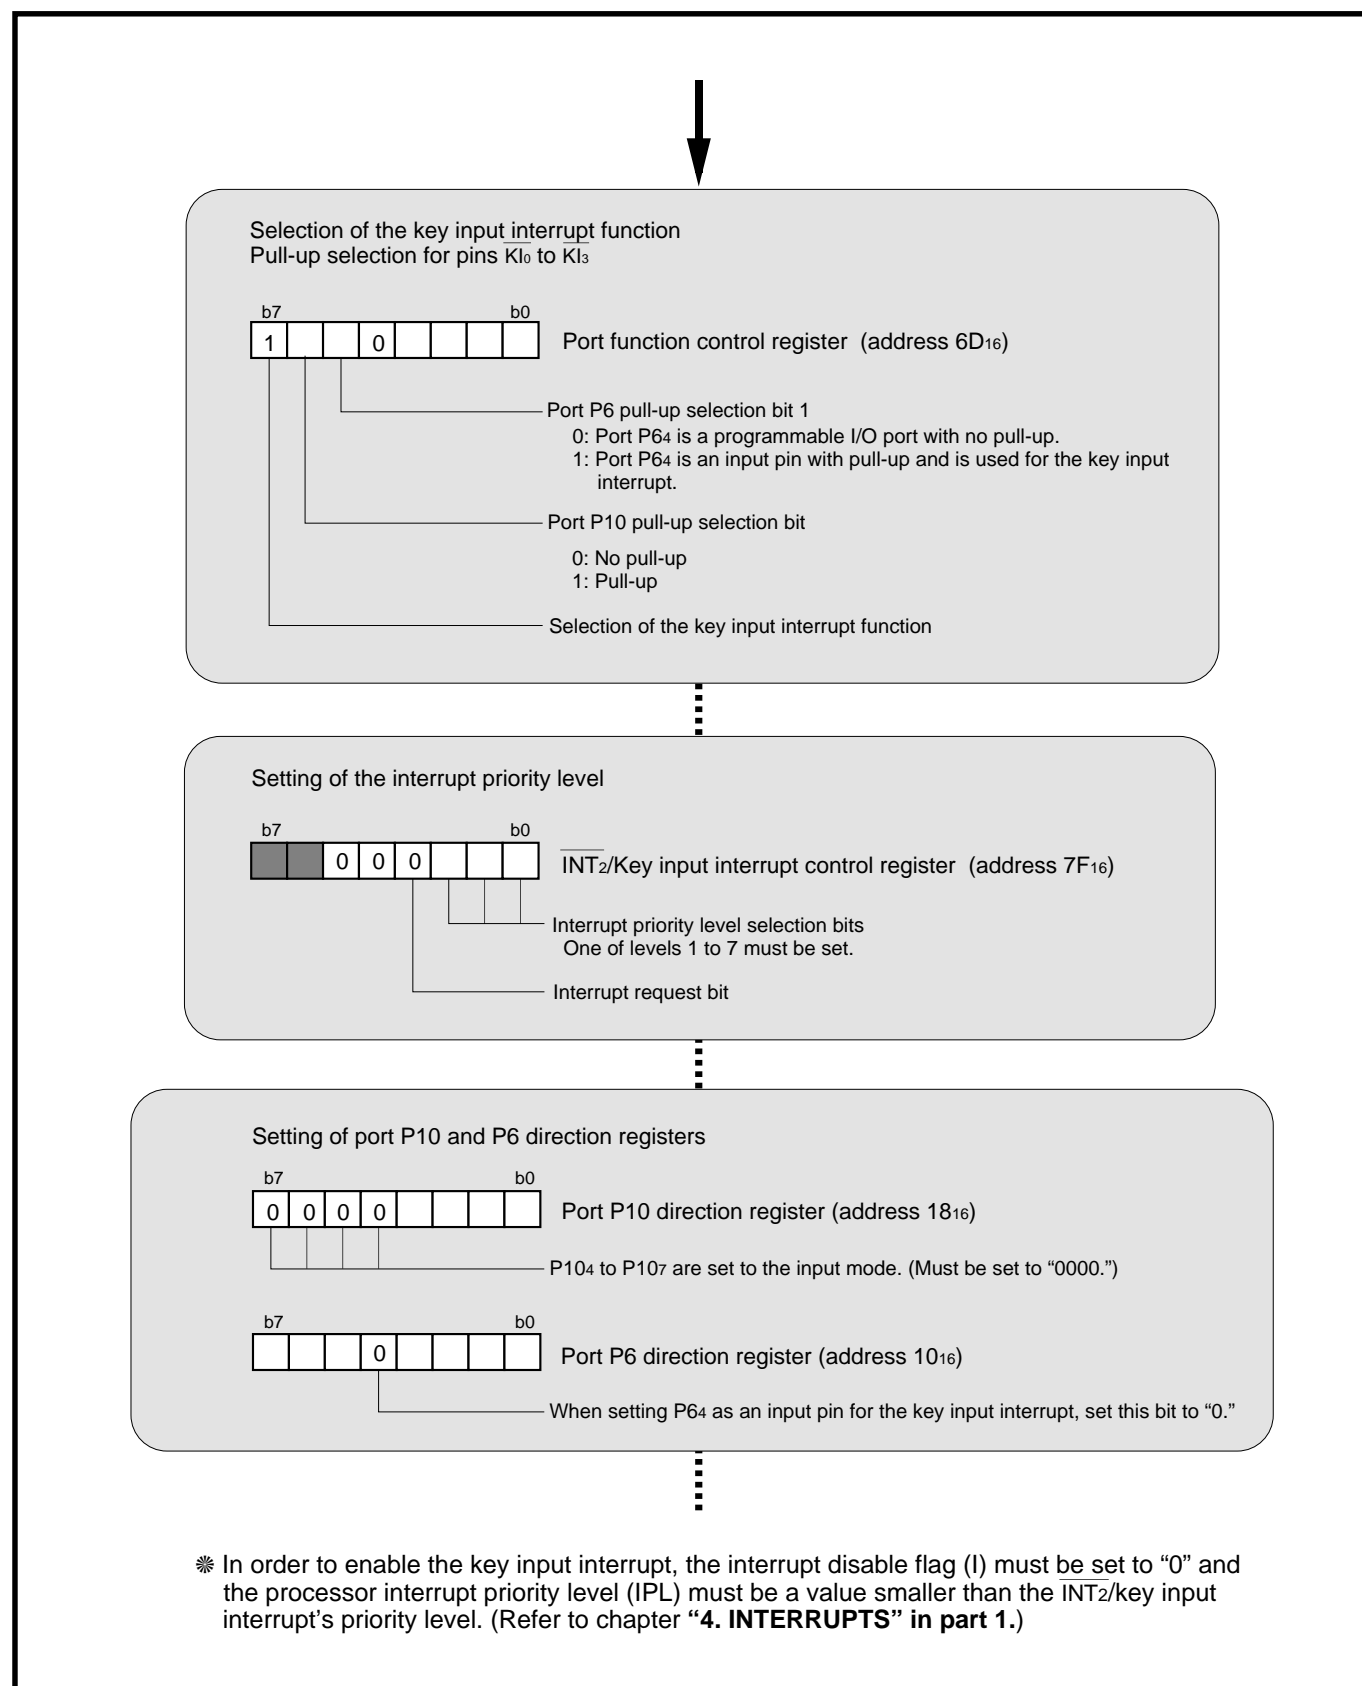 Selection of the key input interrupt function
Pull-up selection for pins K̅I̅₀ to K̅I̅₃
b7 b0
1 0 Port function control register (address 6D₁₆)
Port P6 pull-up selection bit 1
0: Port P6₄ is a programmable I/O port with no pull-up.
1: Port P6₄ is an input pin with pull-up and is used for the key input
interrupt.
Port P10 pull-up selection bit
0: No pull-up
1: Pull-up
Selection of the key input interrupt function
Setting of the interrupt priority level
b7 b0
0 0 0 I̅N̅T̅₂/Key input interrupt control register (address 7F₁₆)
Interrupt priority level selection bits
One of levels 1 to 7 must be set.
Interrupt request bit
Setting of port P10 and P6 direction registers
b7 b0
0 0 0 0 Port P10 direction register (address 18₁₆)
P10₄ to P10₇ are set to the input mode. (Must be set to “0000.”)
b7 b0
0 Port P6 direction register (address 10₁₆)
When setting P6₄ as an input pin for the key input interrupt, set this bit to “0.”
❊ In order to enable the key input interrupt, the interrupt disable flag (I) must be set to “0” and
the processor interrupt priority level (IPL) must be a value smaller than the I̅N̅T̅₂/key input
interrupt’s priority level. (Refer to chapter “4. INTERRUPTS” in part 1.)